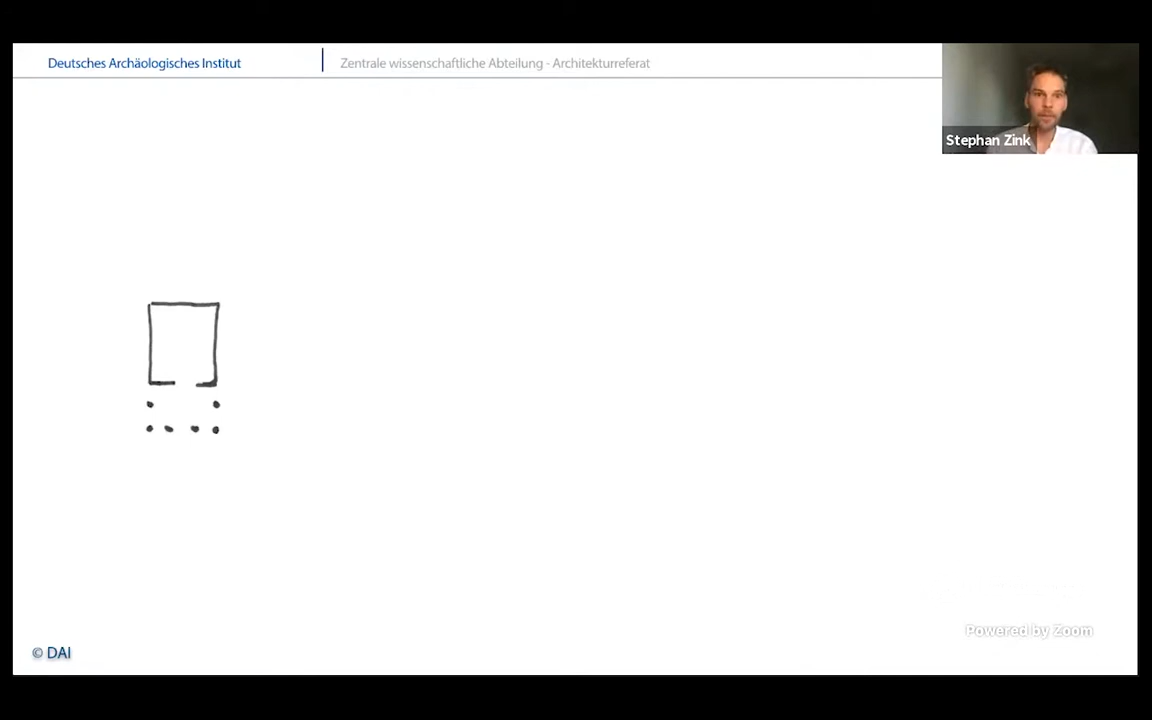 Deutsches Archäologisches Institut
Zentrale wissenschaftliche Abteilung - Architekturreferat
Stephan Zink
Powered by Zoom
© DAI